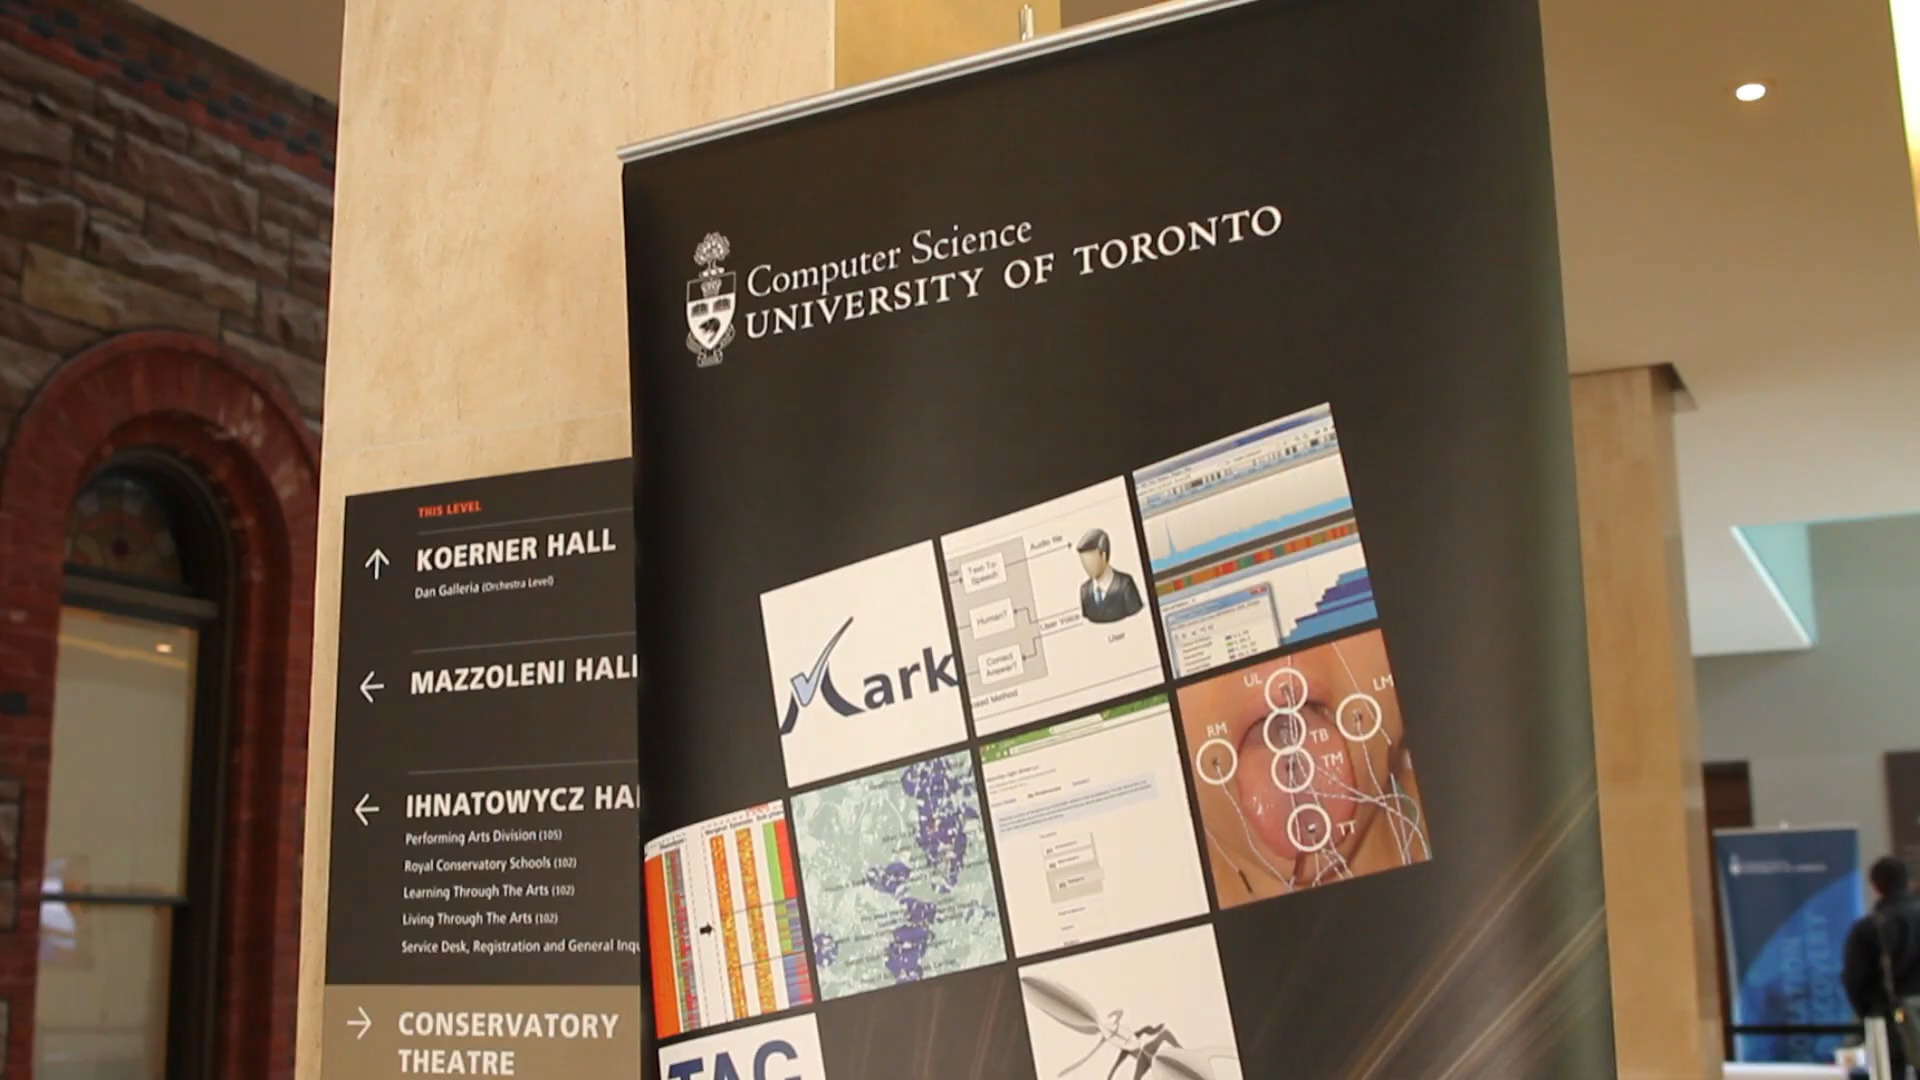 THIS LEVEL
KOERNER HALL
Dan Galleria (Orchestra Level)
MAZZOLENI HALL
IHNATOWYCZ HA
Performing Arts Division (105)
Royal Conservatory Schools (102)
Learning Through The Arts (102)
Living Through The Arts (102)
Service Desk, Registration and General Inqu
CONSERVATORY
THEATRE
Computer Science
UNIVERSITY OF TORONTO
Mark
Text-To-
Speech
Audio file
Human?
User Voice
Correct
Answer?
User
Method
UL
LM
RM
TB
TM
TT
TAG